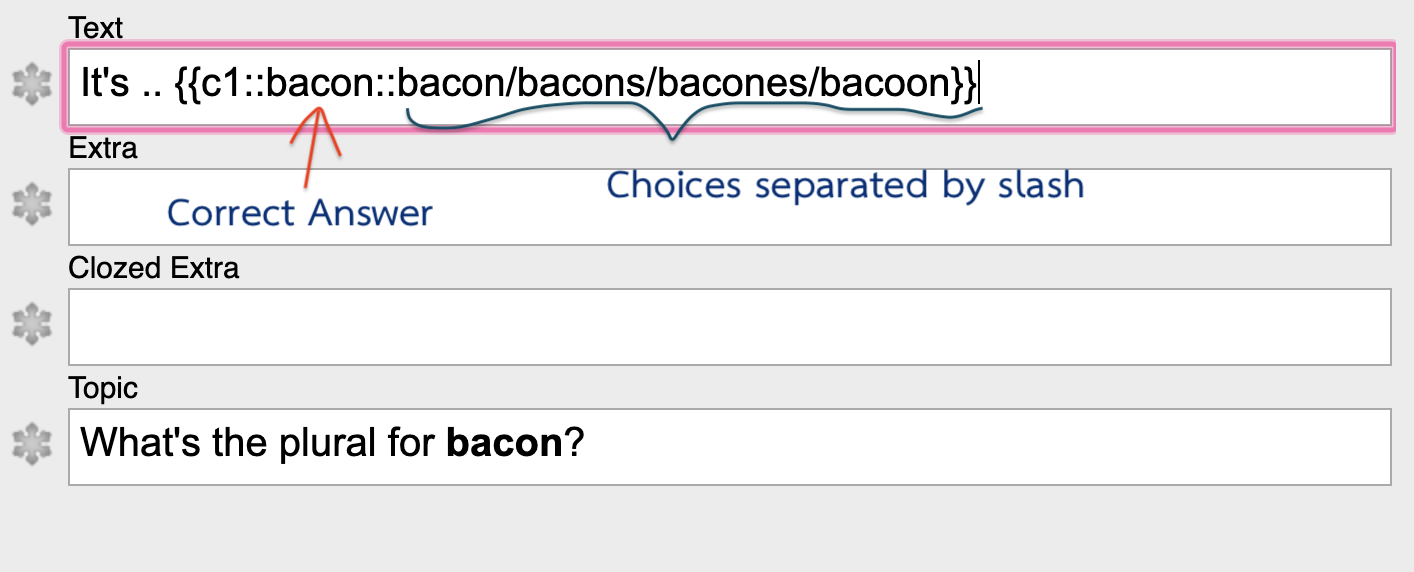 Text
It's .. {{c1::bacon::bacon/bacons/bacones/bacoon}}
Extra
Correct Answer
Choices separated by slash
Clozed Extra
Topic
What's the plural for bacon?